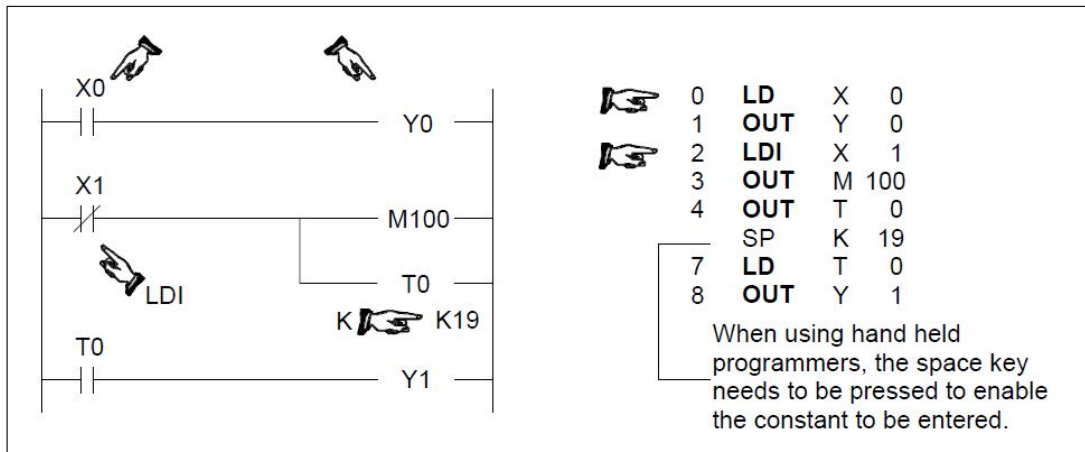 X0
Y0
X1
M100
T0
LDI
K K19
T0
Y1
0 LD X 0
1 OUT Y 0
2 LDI X 1
3 OUT M 100
4 OUT T 0
SP K 19
7 LD T 0
8 OUT Y 1
When using hand held
programmers, the space key
needs to be pressed to enable
the constant to be entered.